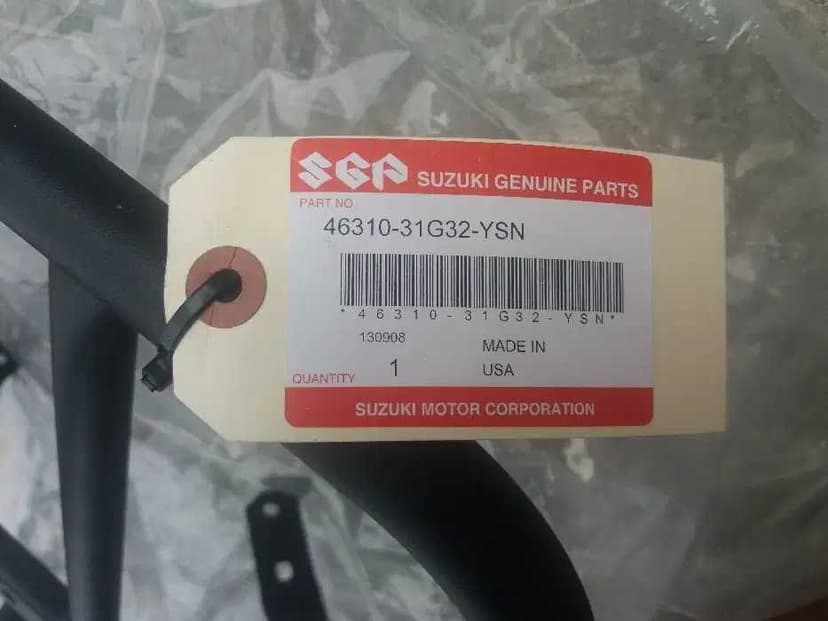 SGP SUZUKI GENUINE PARTS
PART NO.
46310-31G32-YSN
*46310-31G32-YSN*
130908
MADE IN
QUANTITY 1 USA
SUZUKI MOTOR CORPORATION